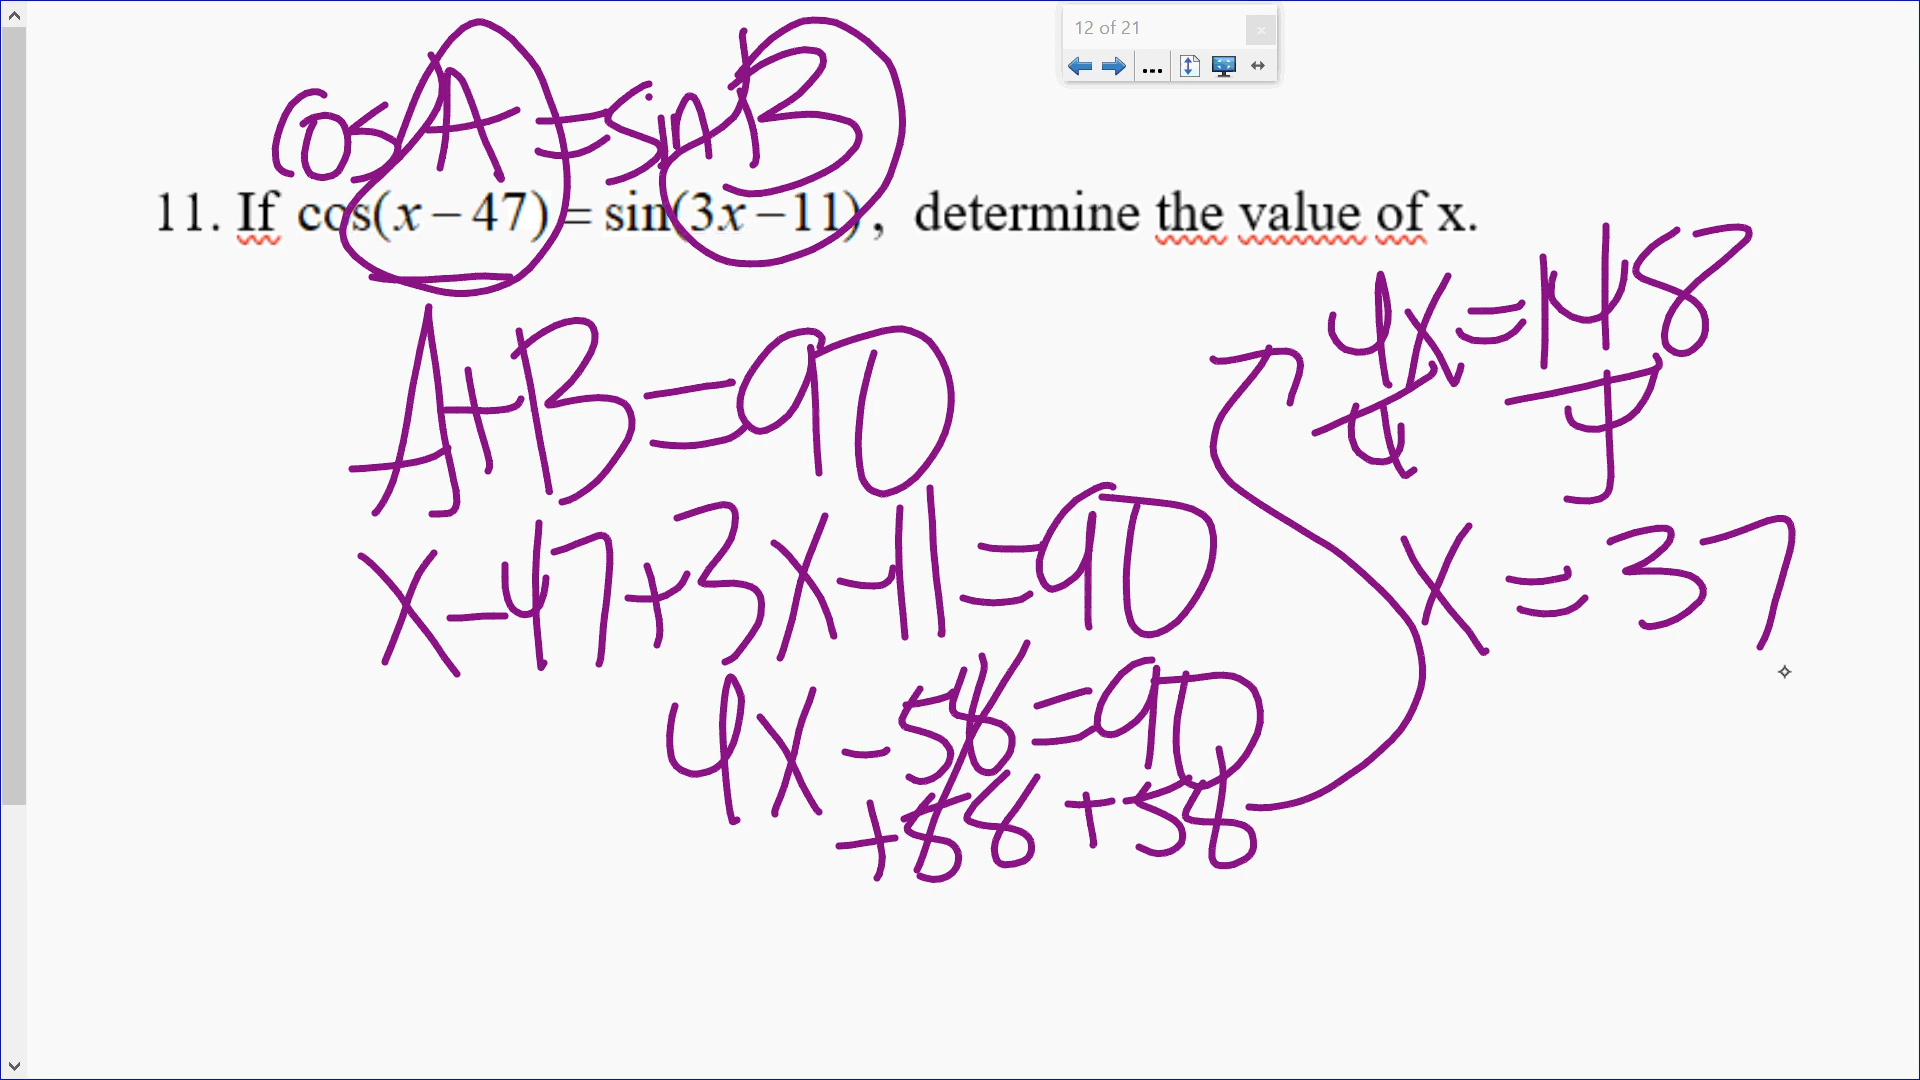 12 of 21
cos A = sin B
11. If cos(x – 47) = sin(3x – 11), determine the value of x.
A + B = 90
x - 47 + 3x - 11 = 90
4x - 58 = 90
+58 +58
4x = 148
4 4
x = 37